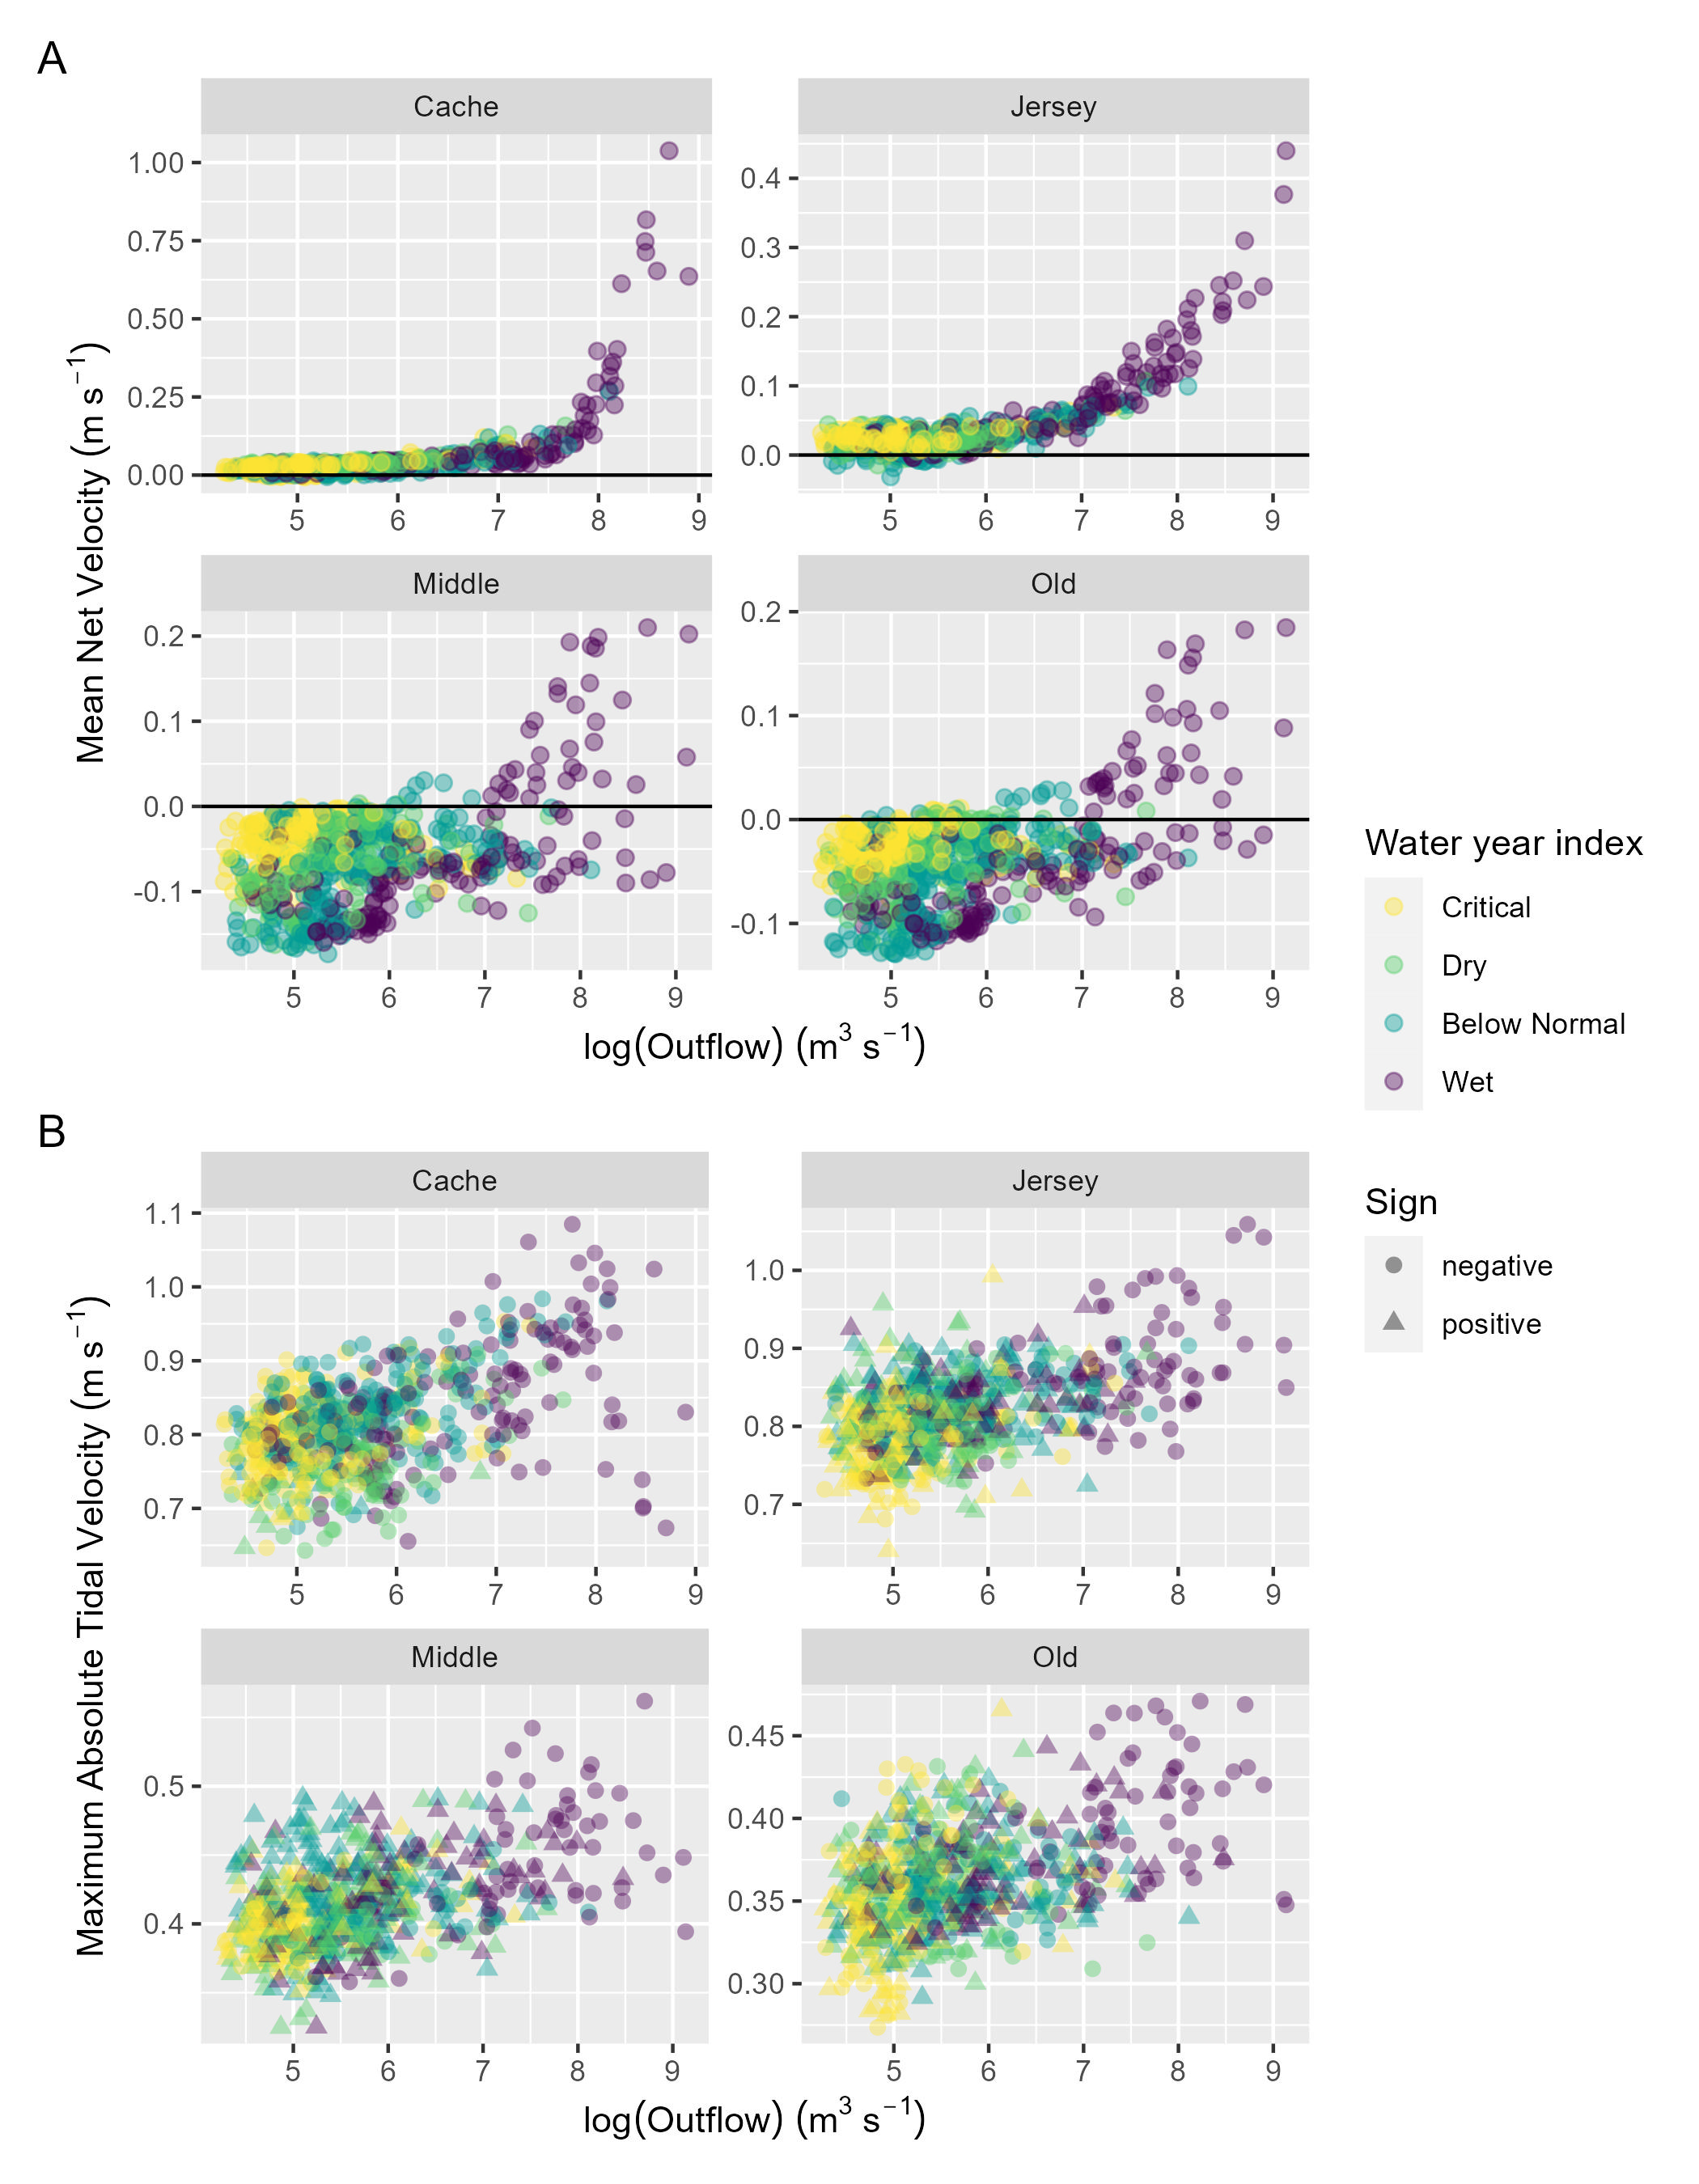 A
Cache
Jersey
1.00
0.75
0.50
0.25
0.00
0.4
0.3
0.2
0.1
0.0
5 6 7 8 9
5 6 7 8 9
Middle
Old
0.2
0.1
0.0
-0.1
0.2
0.1
0.0
-0.1
5 6 7 8 9
5 6 7 8 9
Mean Net Velocity (m s⁻¹)
log(Outflow) (m³ s⁻¹)
Water year index
Critical
Dry
Below Normal
Wet
B
Cache
Jersey
1.1
1.0
0.9
0.8
0.7
1.0
0.9
0.8
0.7
5 6 7 8 9
5 6 7 8 9
Middle
Old
0.5
0.4
0.45
0.40
0.35
0.30
5 6 7 8 9
5 6 7 8 9
Maximum Absolute Tidal Velocity (m s⁻¹)
log(Outflow) (m³ s⁻¹)
Sign
negative
positive